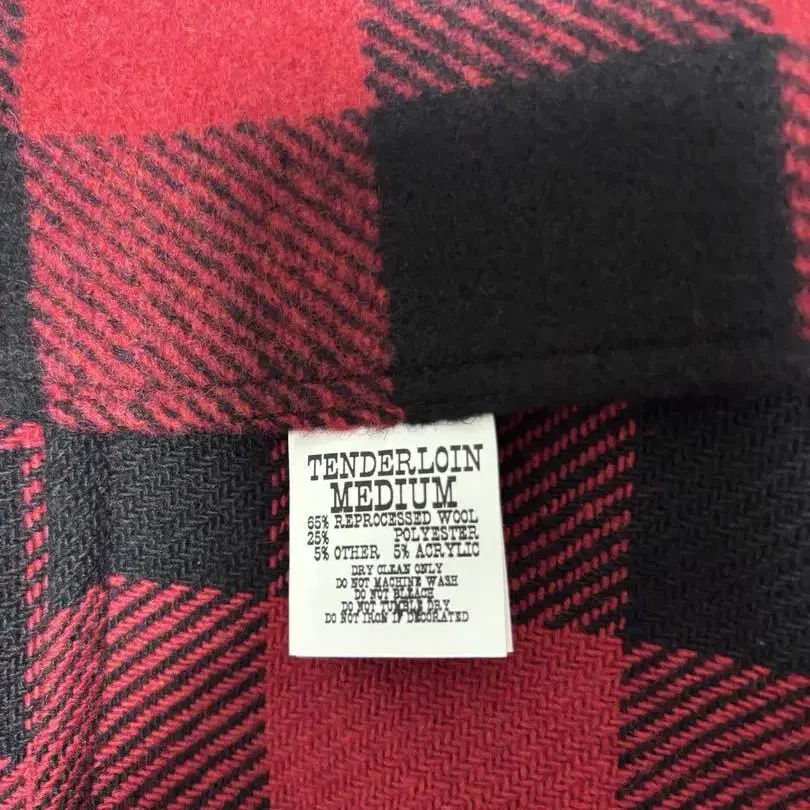 TENDERLOIN
MEDIUM
65% REPROCESSED WOOL
25% POLYESTER
5% OTHER 5% ACRYLIC
DRY CLEAN ONLY
DO NOT MACHINE WASH
DO NOT BLEACH
DO NOT TUMBLE DRY
DO NOT IRON IF DECORATED